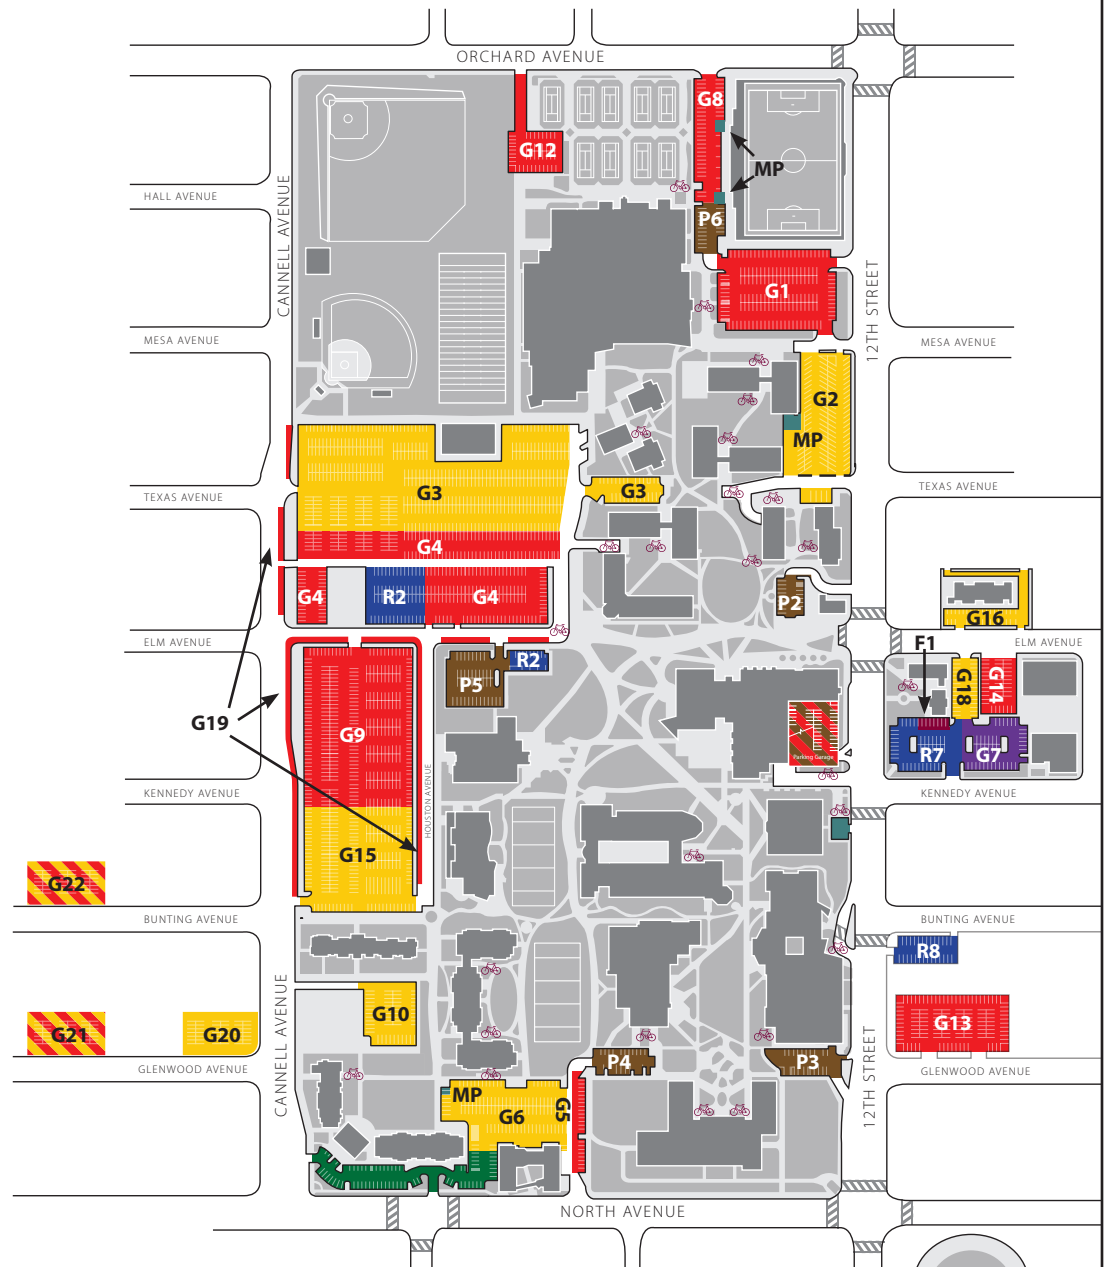 ORCHARD AVENUE
G8
G12
MP
HALL AVENUE
CANNELL AVENUE
P6
G1
12TH STREET
MESA AVENUE
MESA AVENUE
G2
MP
TEXAS AVENUE
G3
G3
TEXAS AVENUE
G4
G4
R2
G4
P2
G16
ELM AVENUE
ELM AVENUE
F1
R2
P5
G18
G14
G19
G9
R7
G7
Parking Garage
KENNEDY AVENUE
HOUSTON AVENUE
KENNEDY AVENUE
G15
G22
BUNTING AVENUE
BUNTING AVENUE
R8
G10
G21
G20
G13
CANNELL AVENUE
12TH STREET
P4
P3
GLENWOOD AVENUE
GLENWOOD AVENUE
MP
G5
G6
NORTH AVENUE